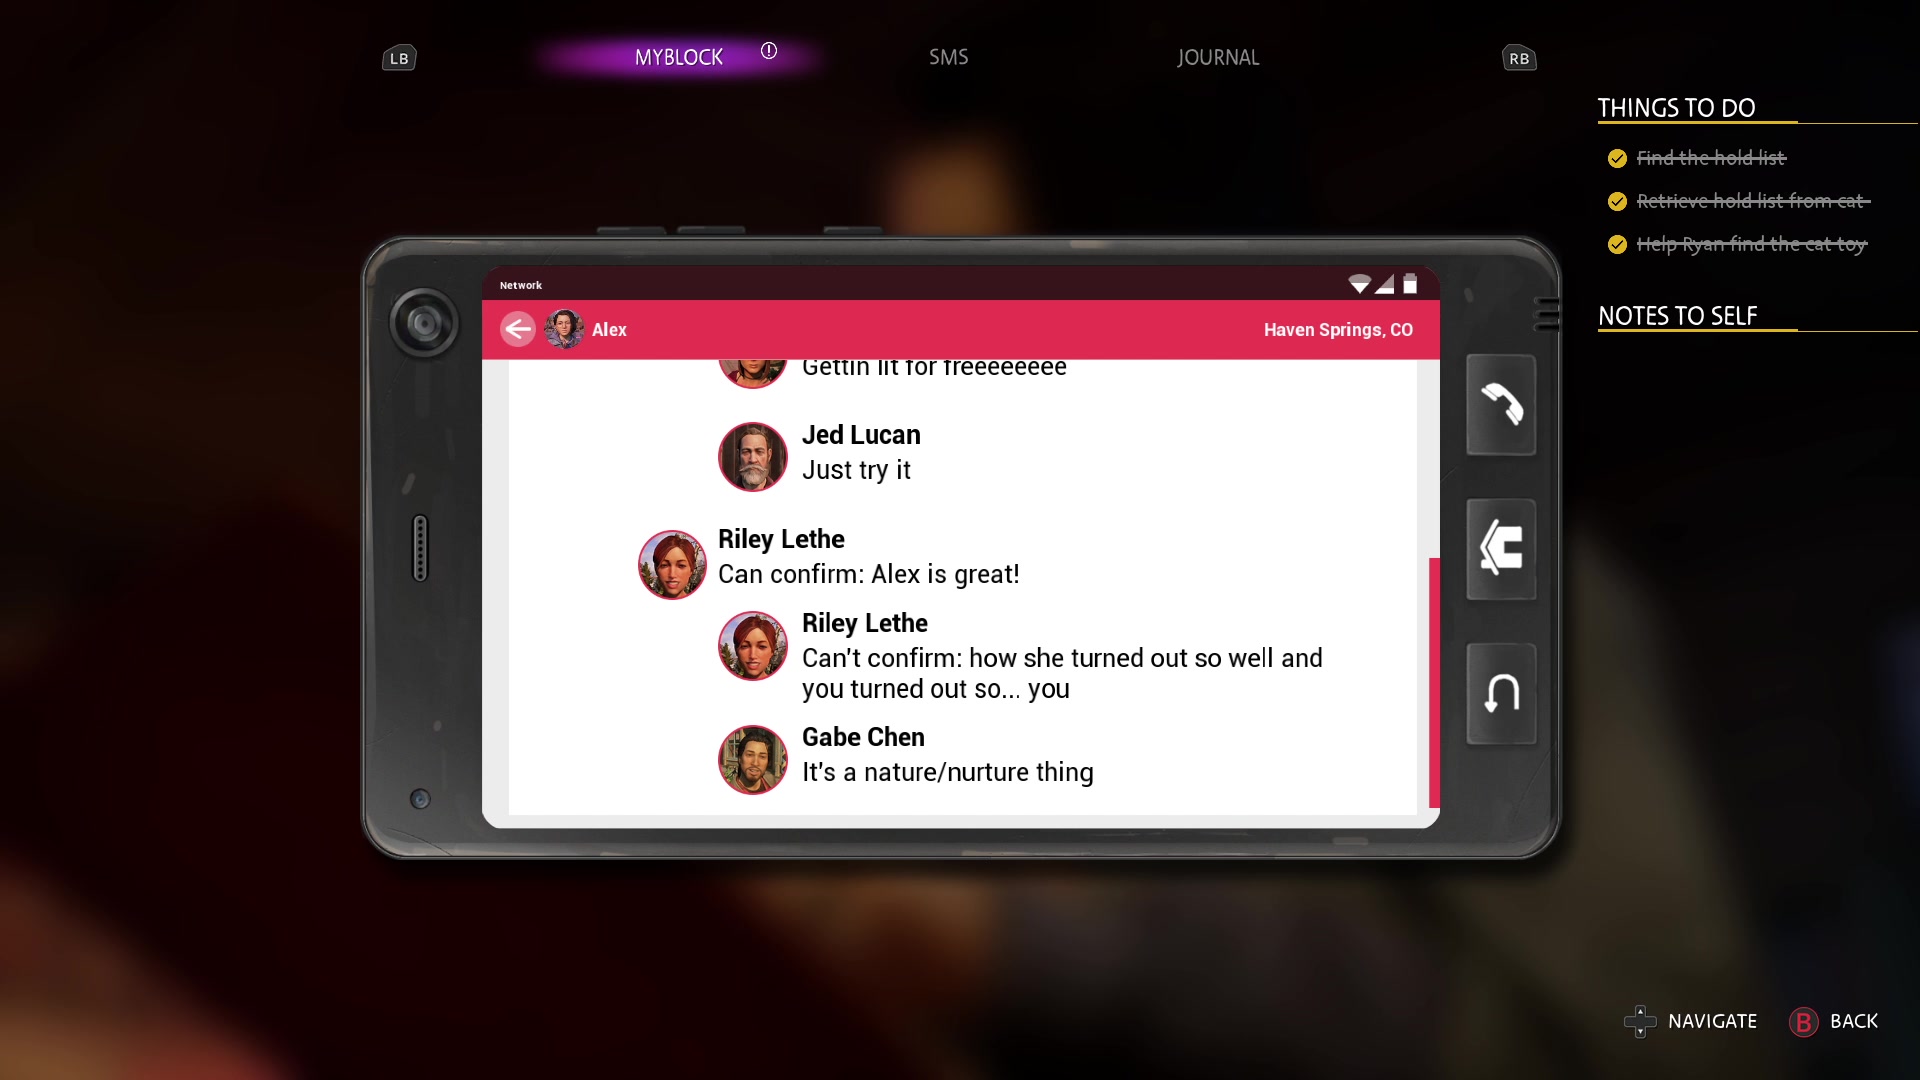 LB
MYBLOCK
SMS
JOURNAL
RB
THINGS TO DO
Find the hold list
Retrieve hold list from cat
Help Ryan find the cat toy
NOTES TO SELF
Network
Alex
Haven Springs, CO
Gettin lit for freeeeeeee
Jed Lucan
Just try it
Riley Lethe
Can confirm: Alex is great!
Riley Lethe
Can't confirm: how she turned out so well and
you turned out so... you
Gabe Chen
It's a nature/nurture thing
NAVIGATE
B BACK